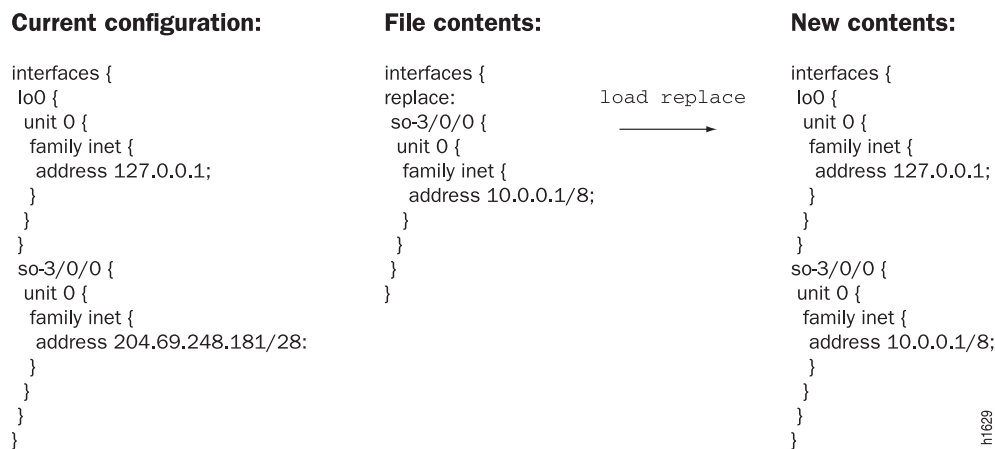 Current configuration:
interfaces {
lo0 {
unit 0 {
family inet {
address 127.0.0.1;
}
}
}
so-3/0/0 {
unit 0 {
family inet {
address 204.69.248.181/28:
}
}
}
}
File contents:
interfaces {
replace:
so-3/0/0 {
unit 0 {
family inet {
address 10.0.0.1/8;
}
}
}
}
load replace
New contents:
interfaces {
lo0 {
unit 0 {
family inet {
address 127.0.0.1;
}
}
}
so-3/0/0 {
unit 0 {
family inet {
address 10.0.0.1/8;
}
}
}
}
h1629